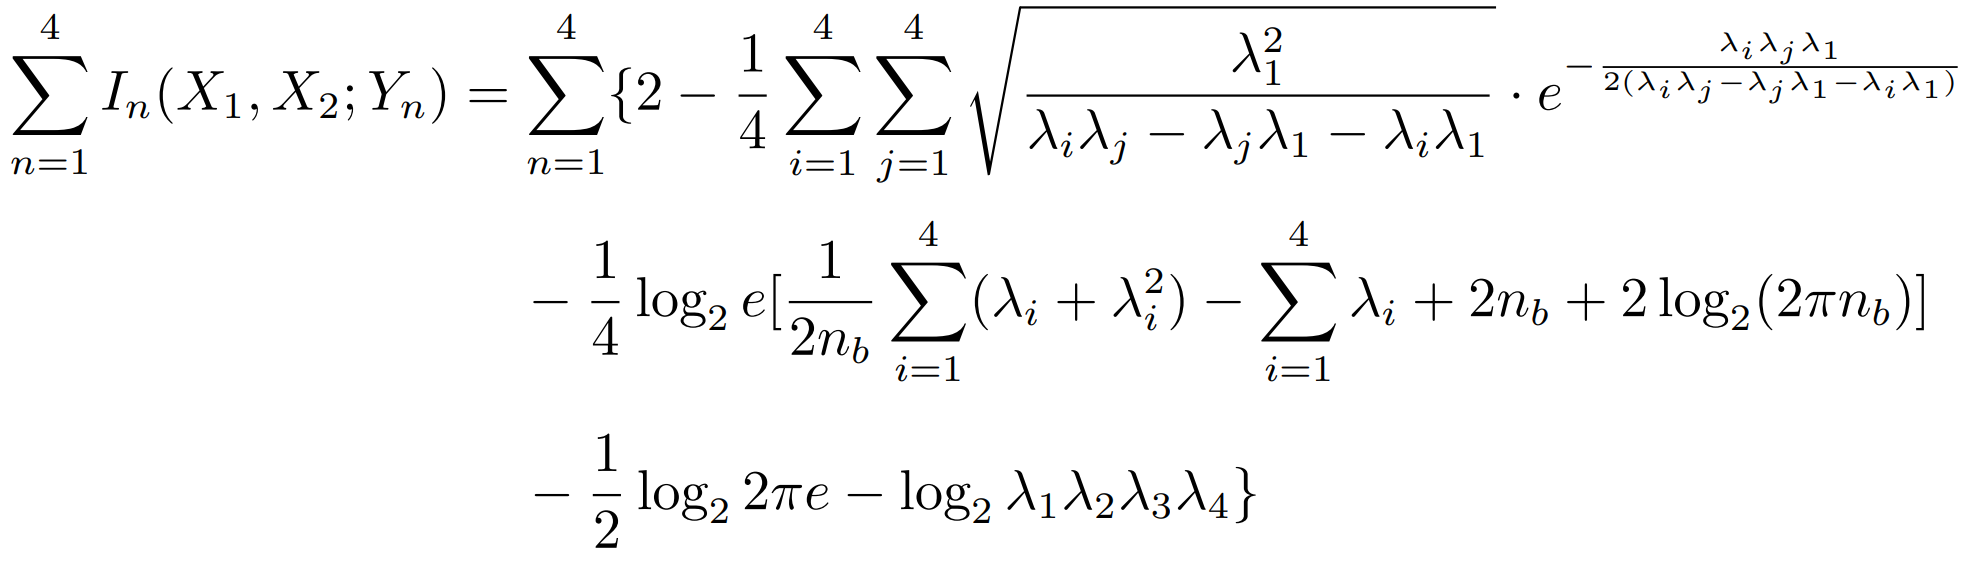 \sum_{n=1}^{4} I_n(X_1, X_2; Y_n) = \sum_{n=1}^{4} \{2 - \frac{1}{4} \sum_{i=1}^{4} \sum_{j=1}^{4} \sqrt{\frac{\lambda_1^2}{\lambda_i \lambda_j - \lambda_j \lambda_1 - \lambda_i \lambda_1}} \cdot e^{-\frac{\lambda_i \lambda_j \lambda_1}{2(\lambda_i \lambda_j - \lambda_j \lambda_1 - \lambda_i \lambda_1)}}
- \frac{1}{4} \log_2 e[\frac{1}{2n_b} \sum_{i=1}^{4} (\lambda_i + \lambda_i^2) - \sum_{i=1}^{4} \lambda_i + 2n_b + 2 \log_2(2\pi n_b)]
- \frac{1}{2} \log_2 2\pi e - \log_2 \lambda_1 \lambda_2 \lambda_3 \lambda_4\}